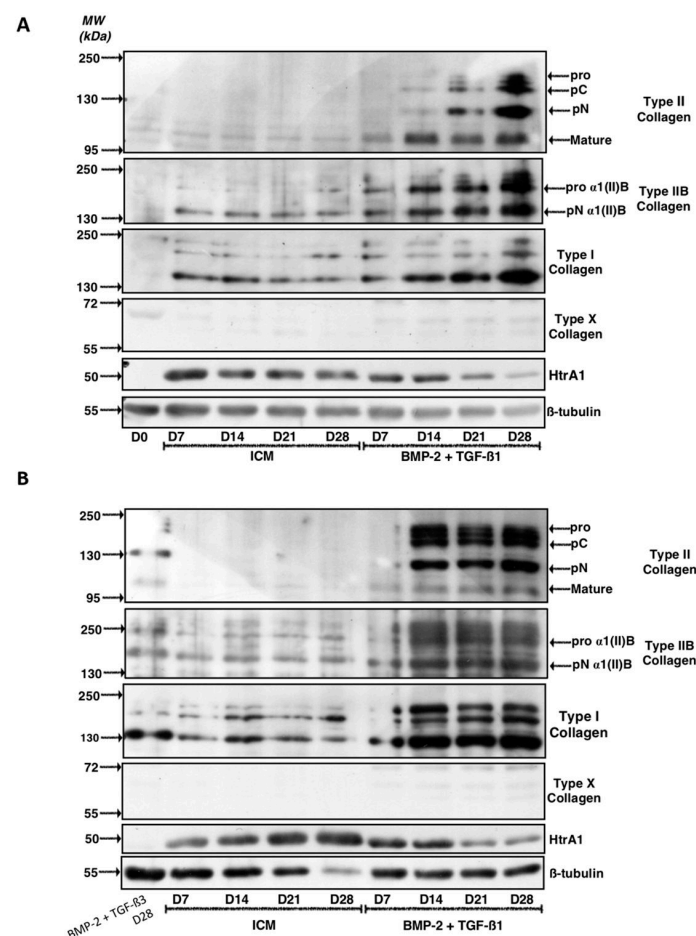 A
MW
(kDa)
250
130
95
pro
pC
pN
Mature
Type II
Collagen
250
130
pro α1(II)B
pN α1(II)B
Type IIB
Collagen
250
130
Type I
Collagen
72
55
Type X
Collagen
50
HtrA1
55
ß-tubulin
D0 D7 D14 D21 D28 D7 D14 D21 D28
ICM BMP-2 + TGF-ß1
B
250
130
95
pro
pC
pN
Mature
Type II
Collagen
250
130
pro α1(II)B
pN α1(II)B
Type IIB
Collagen
250
130
Type I
Collagen
72
55
Type X
Collagen
50
HtrA1
55
ß-tubulin
BMP-2 + TGF-ß3
D28
D7 D14 D21 D28 D7 D14 D21 D28
ICM BMP-2 + TGF-ß1